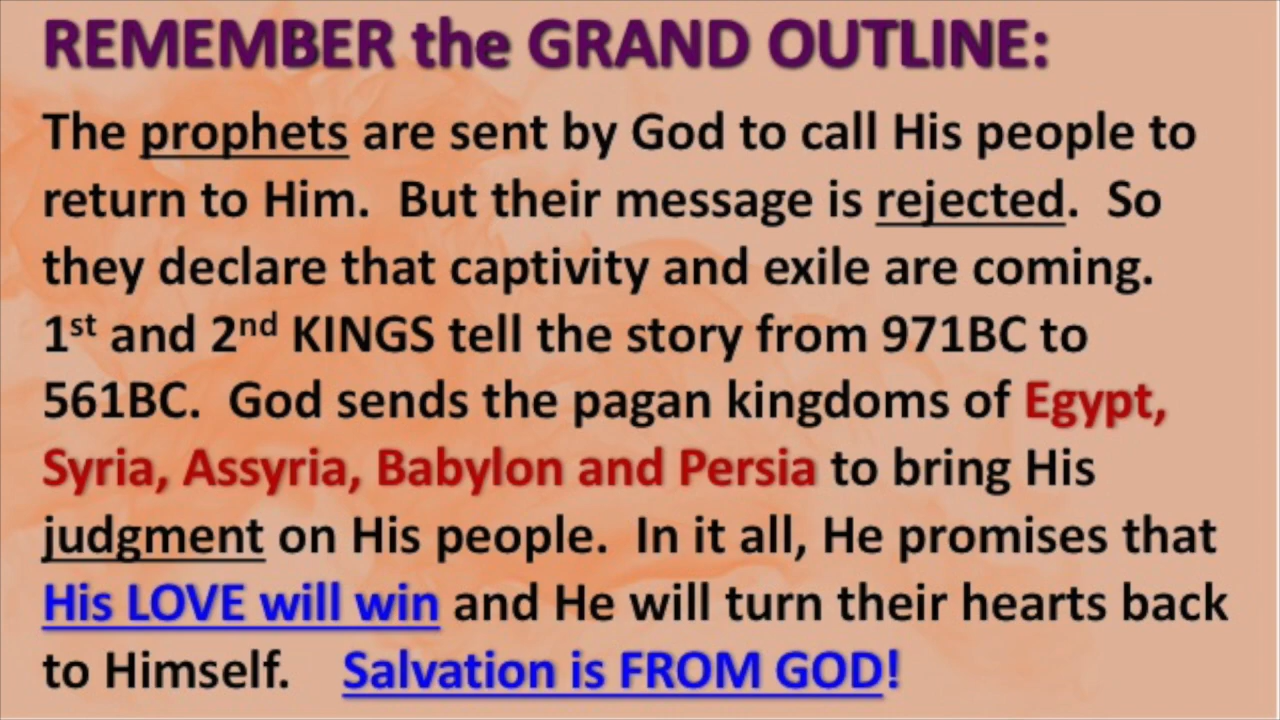 REMEMBER the GRAND OUTLINE:
The prophets are sent by God to call His people to
return to Him.  But their message is rejected.  So
they declare that captivity and exile are coming.
1st and 2nd KINGS tell the story from 971BC to
561BC.  God sends the pagan kingdoms of Egypt,
Syria, Assyria, Babylon and Persia to bring His
judgment on His people.  In it all, He promises that
His LOVE will win and He will turn their hearts back
to Himself.    Salvation is FROM GOD!